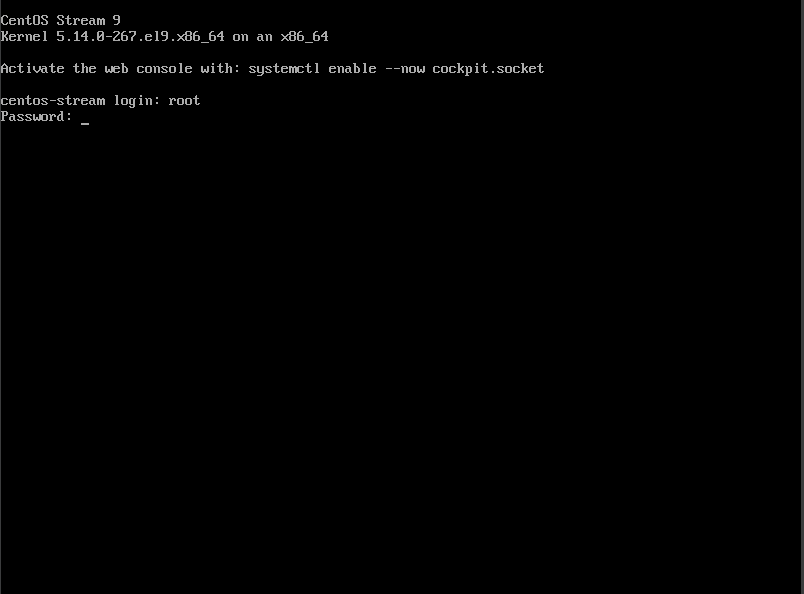 CentOS Stream 9
Kernel 5.14.0-267.el9.x86_64 on an x86_64
Activate the web console with: systemctl enable --now cockpit.socket
centos-stream login: root
Password: _